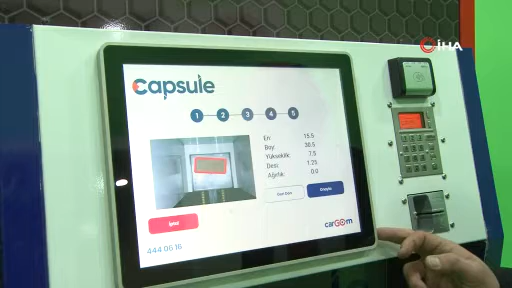 İHA
capsule
1 2 3 4 5
En: 15.5
Boy: 30.5
Yükseklik: 7.5
Desi: 1.25
Ağırlık: 0.0
İptal
Onayla
444 06 16
carGOm